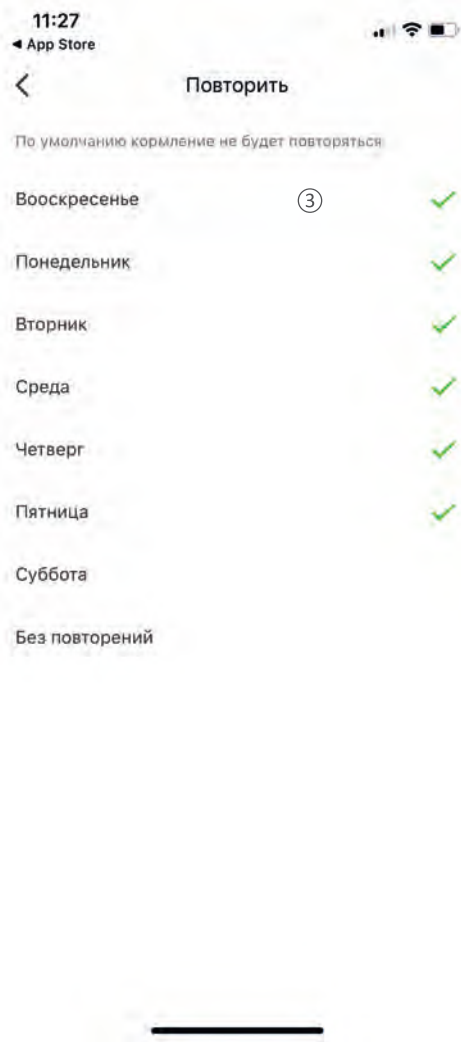 11:27
◀ App Store
Повторить
По умолчанию кормление не будет повторяться
Вооскресенье ③
Понедельник
Вторник
Среда
Четверг
Пятница
Суббота
Без повторений